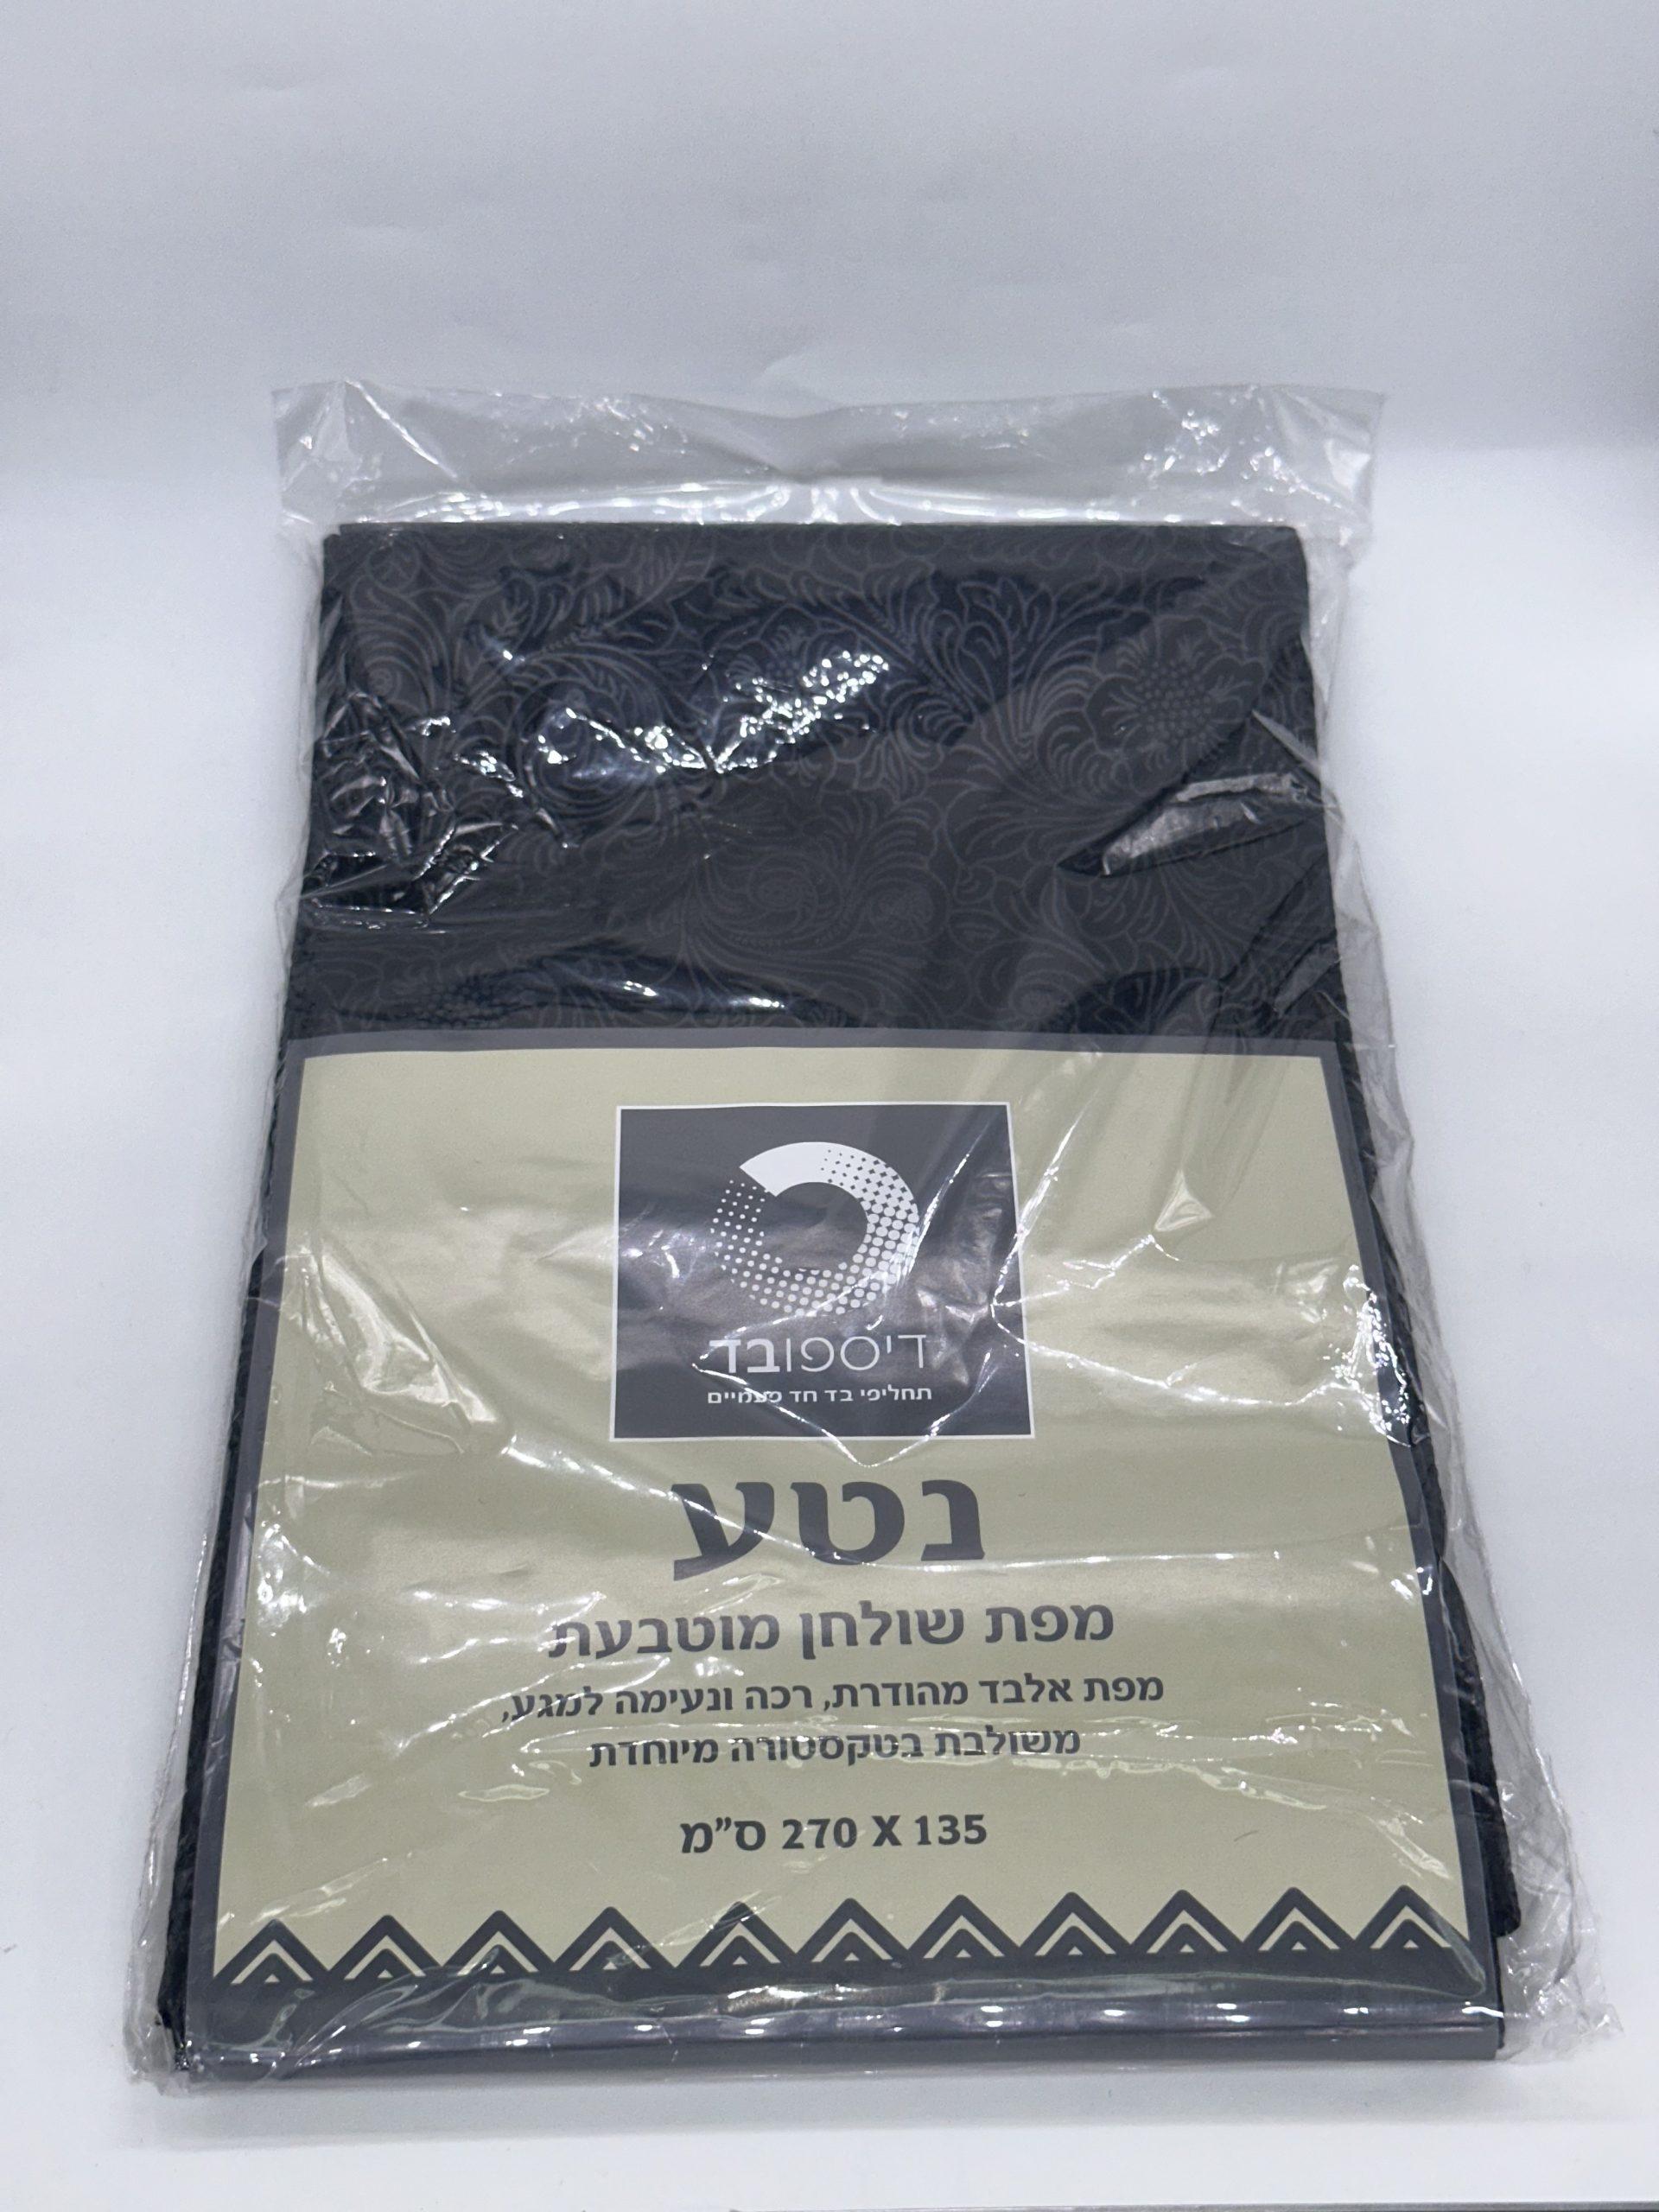 דיספובד
תחליפי בד חד פעמיים
נטע
מפת שולחן מוטבעת
מפת אלבד מהודרת, רכה ונעימה למגע,
משולבת בטקסטורה מיוחדת
270 X 135 ס"מ